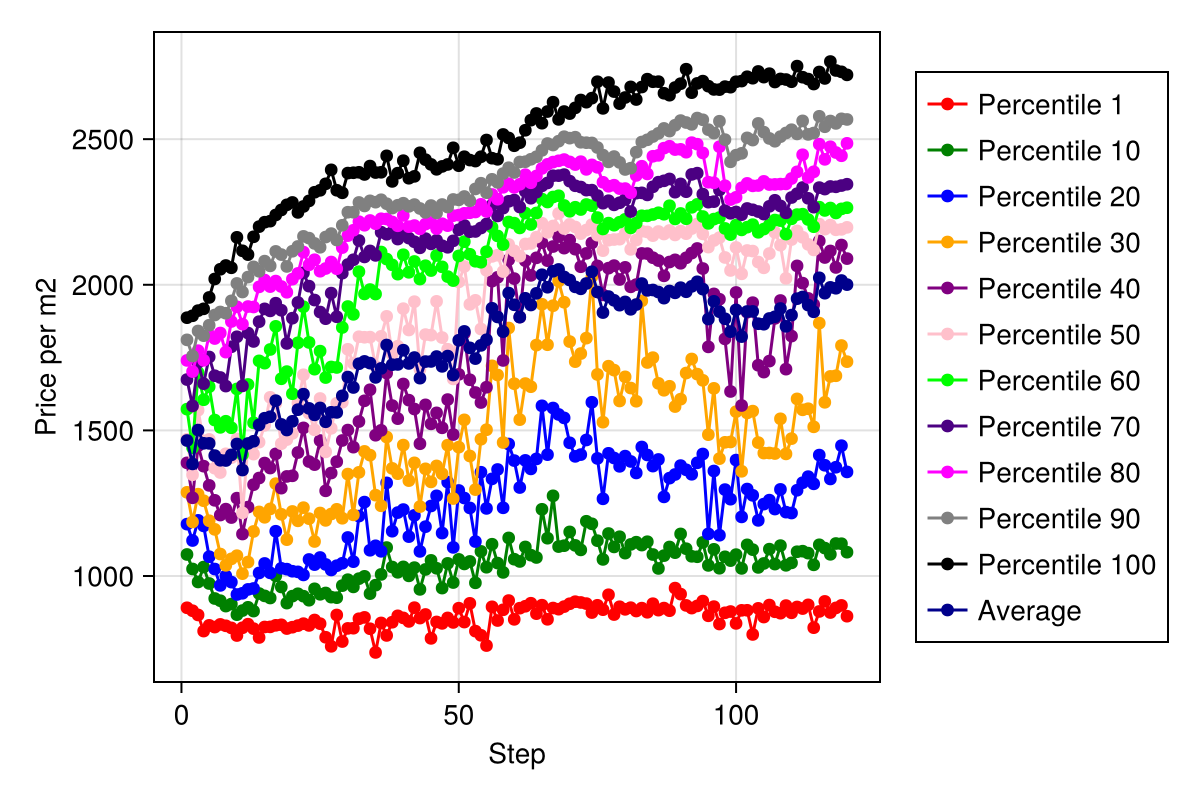 Price per m2
2500
2000
1500
1000
0
50
100
Step
Percentile 1
Percentile 10
Percentile 20
Percentile 30
Percentile 40
Percentile 50
Percentile 60
Percentile 70
Percentile 80
Percentile 90
Percentile 100
Average